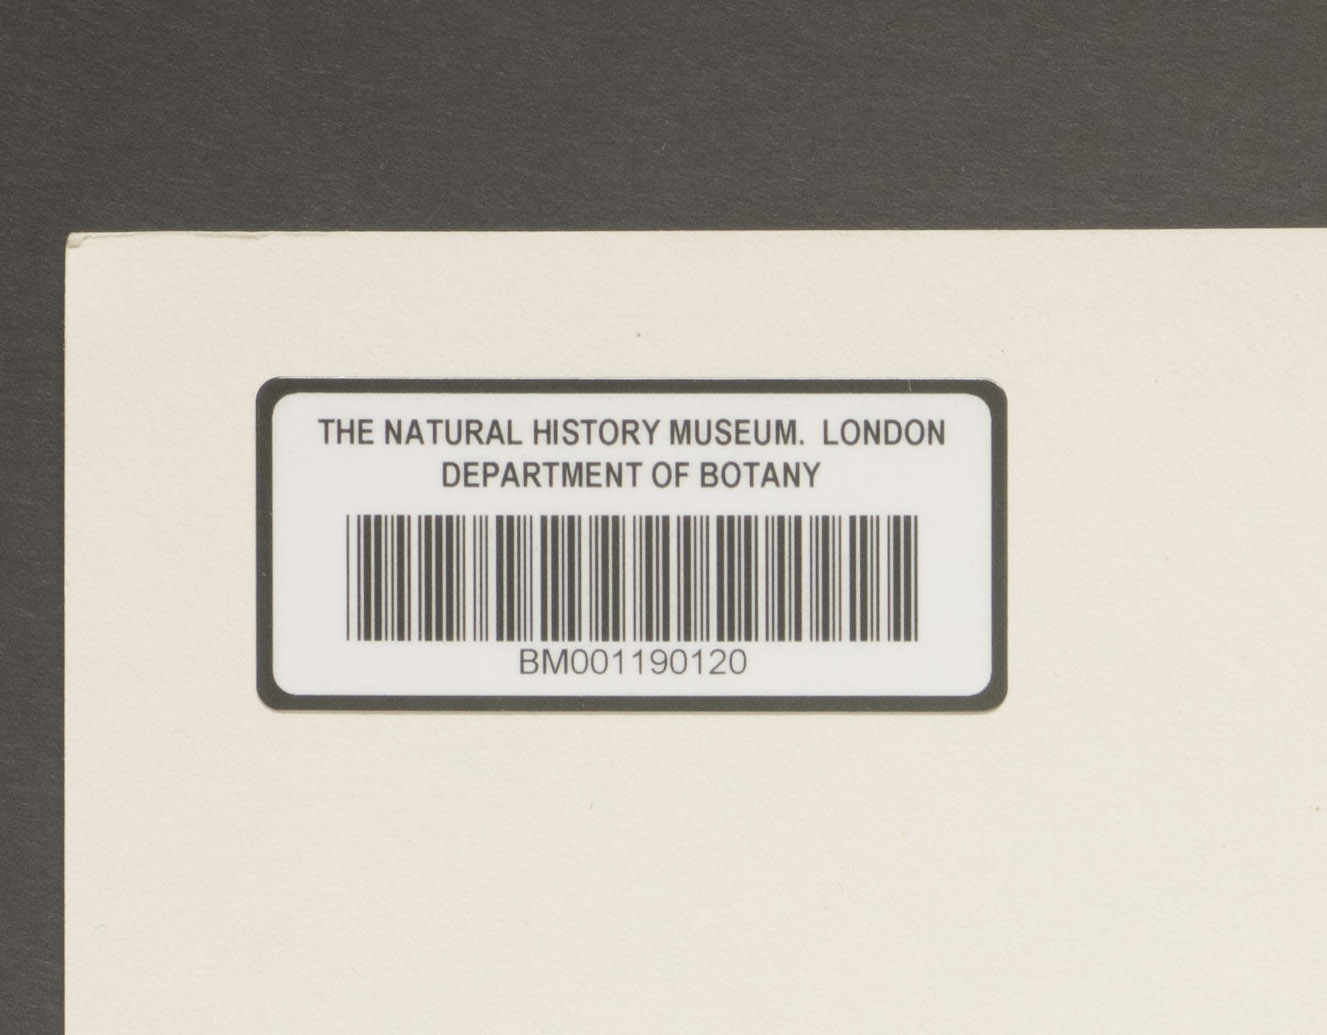 THE NATURAL HISTORY MUSEUM. LONDON
DEPARTMENT OF BOTANY
BM001190120